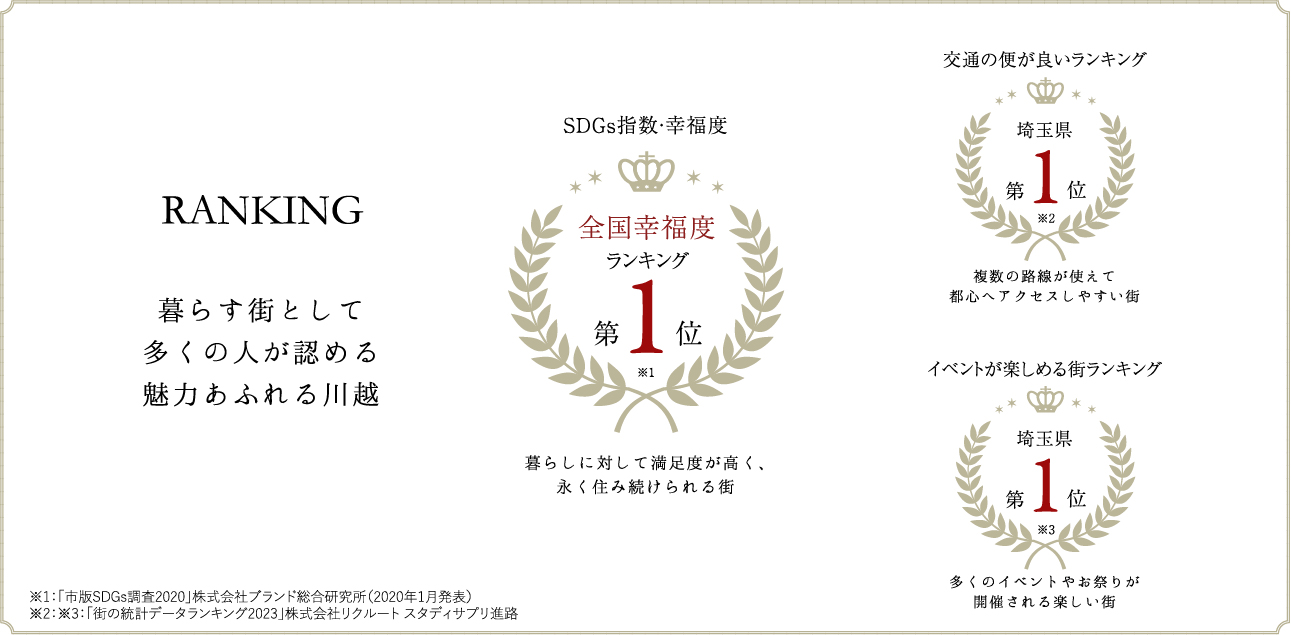 RANKING
暮らす街として
多くの人が認める
魅力あふれる川越
SDGs指数・幸福度
全国幸福度
ランキング
第1位
※1
暮らしに対して満足度が高く、
永く住み続けられる街
交通の便が良いランキング
埼玉県
第1位
※2
複数の路線が使えて
都心へアクセスしやすい街
イベントが楽しめる街ランキング
埼玉県
第1位
※3
多くのイベントやお祭りが
開催される楽しい街
※1：「市版SDGs調査2020」株式会社ブランド総合研究所（2020年1月発表）
※2：※3：「街の統計データランキング2023」株式会社リクルート スタディサプリ進路